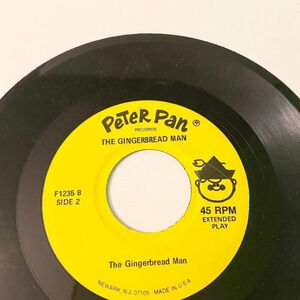 PETER PAN ®
RECORDS
THE GINGERBREAD MAN
F1235 B
SIDE 2
45 RPM
EXTENDED
PLAY
The Gingerbread Man
NEWARK, N.J. 07105 MADE IN U.S.A.